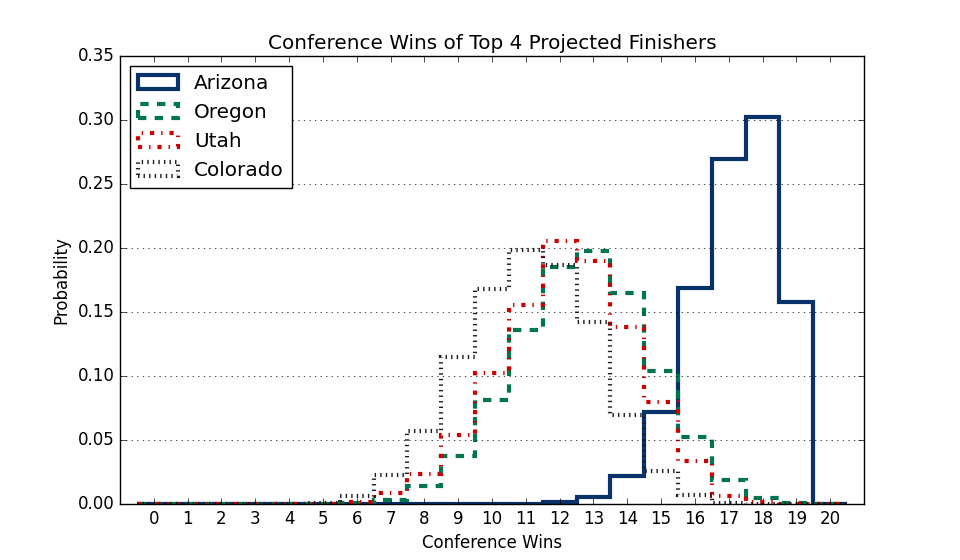 Conference Wins of Top 4 Projected Finishers
0.35
0.30
0.25
0.20
0.15
0.10
0.05
0.00
Probability
Arizona
Oregon
Utah
Colorado
0 1 2 3 4 5 6 7 8 9 10 11 12 13 14 15 16 17 18 19 20
Conference Wins